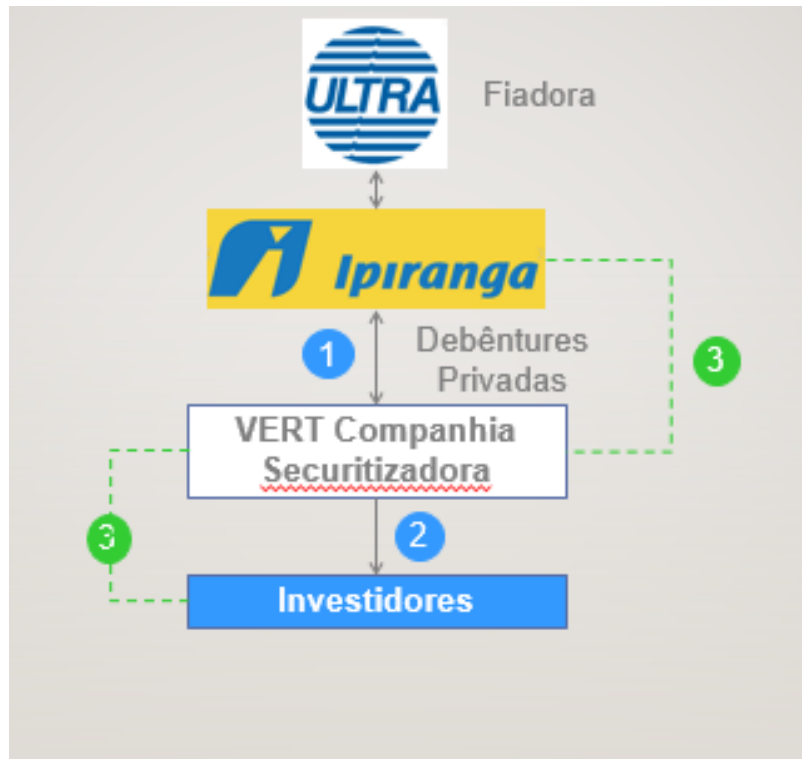 ULTRA
Fiadora
Ipiranga
1
Debêntures
Privadas
3
VERT Companhia
Securitizadora
3
2
Investidores